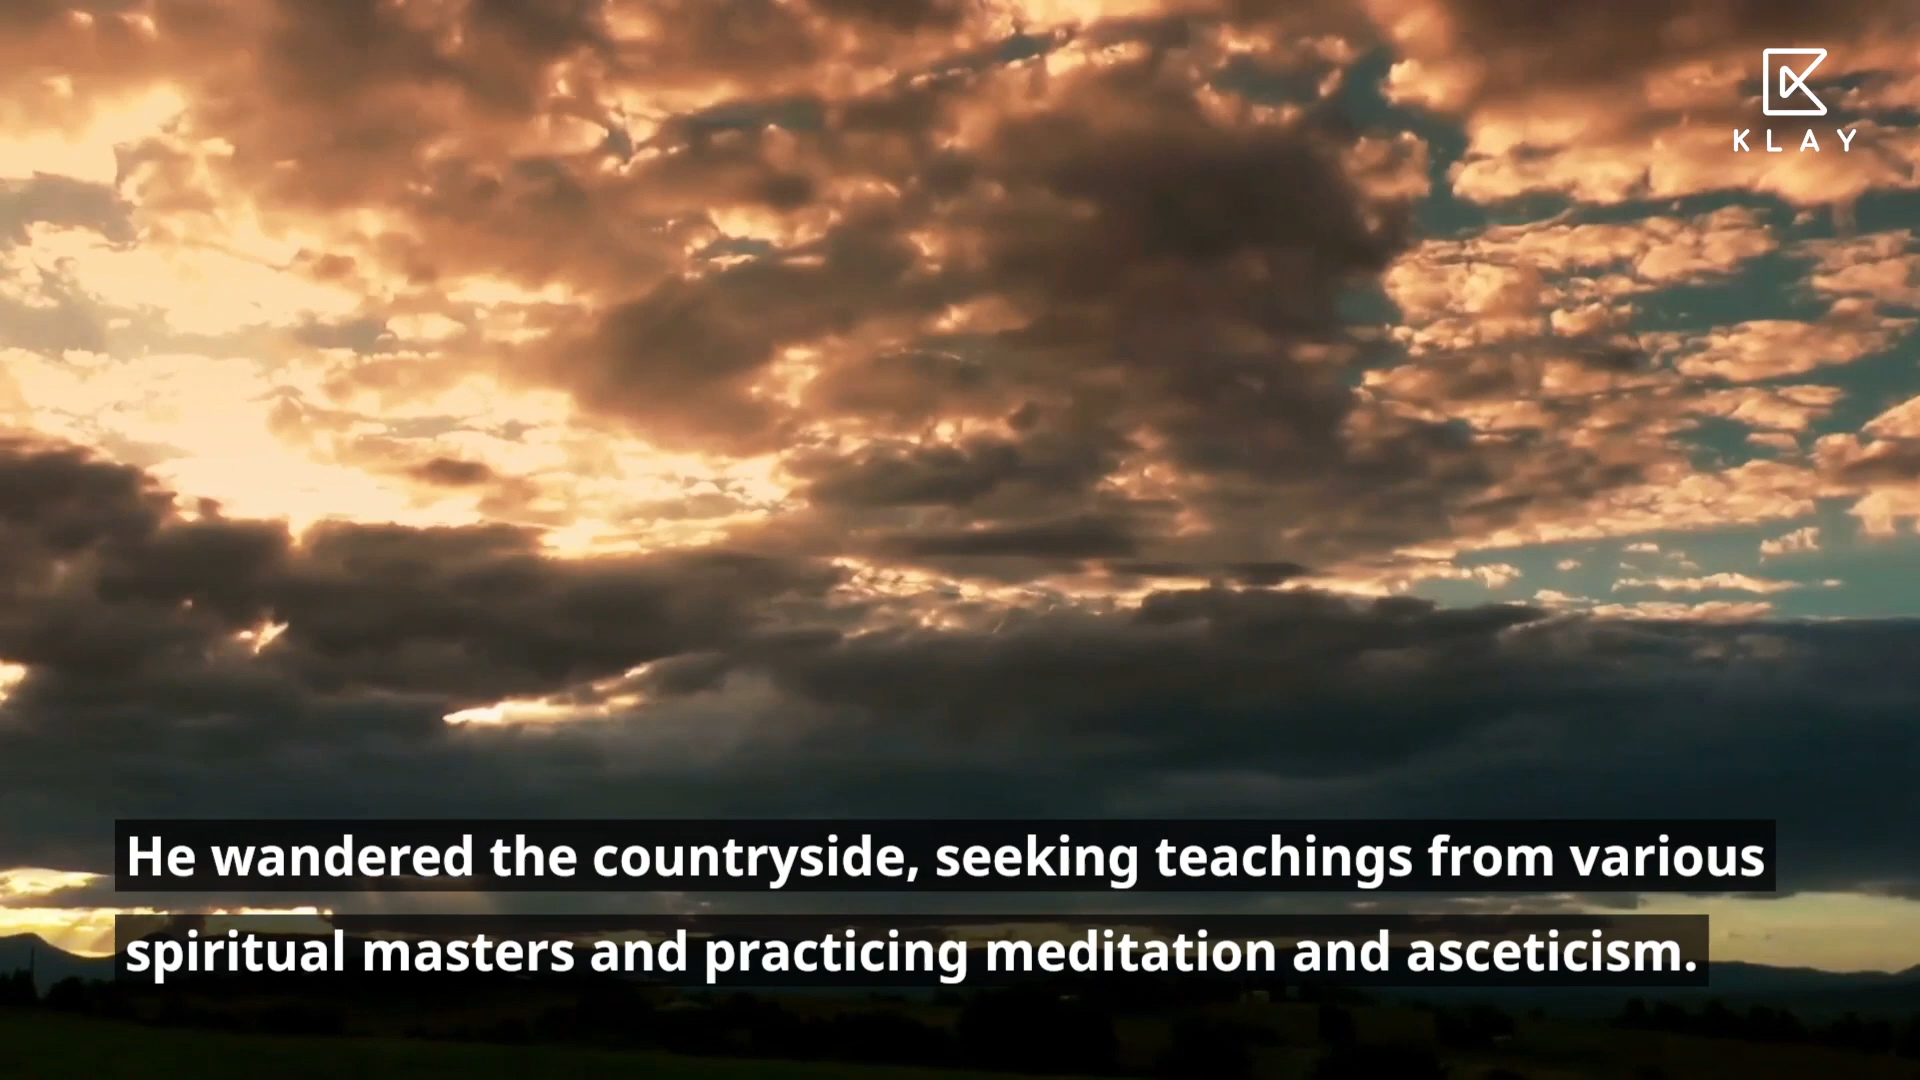 KLAY
He wandered the countryside, seeking teachings from various
spiritual masters and practicing meditation and asceticism.